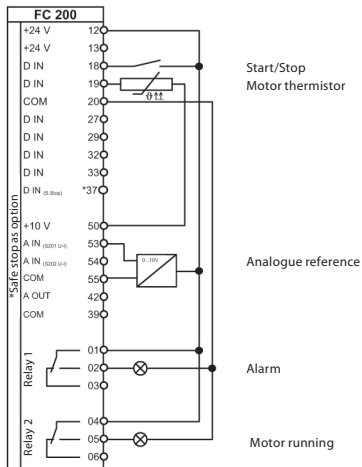 FC 200
+24 V 12
+24 V 13
D IN 18
Start/Stop
D IN 19
Motor thermistor
COM 20
D IN 27
D IN 29
D IN 32
D IN 33
D IN (S.Stop) *37
*Safe stop as option
+10 V 50
A IN (S201 U-I) 53
0...10V
A IN (S202 U-I) 54
Analogue reference
COM 55
A OUT 42
COM 39
Relay 1
01
02
Alarm
03
Relay 2
04
05
Motor running
06